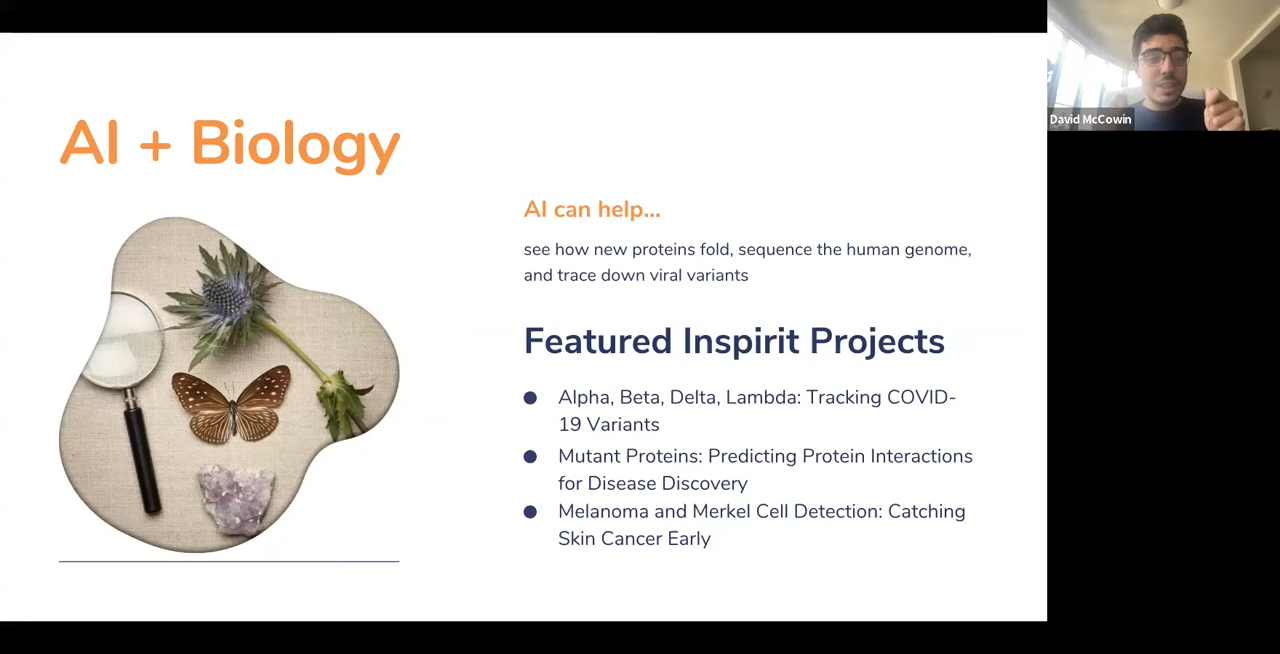 AI + Biology
AI can help...
see how new proteins fold, sequence the human genome,
and trace down viral variants
Featured Inspirit Projects
Alpha, Beta, Delta, Lambda: Tracking COVID-
19 Variants
Mutant Proteins: Predicting Protein Interactions
for Disease Discovery
Melanoma and Merkel Cell Detection: Catching
Skin Cancer Early
David McCowin